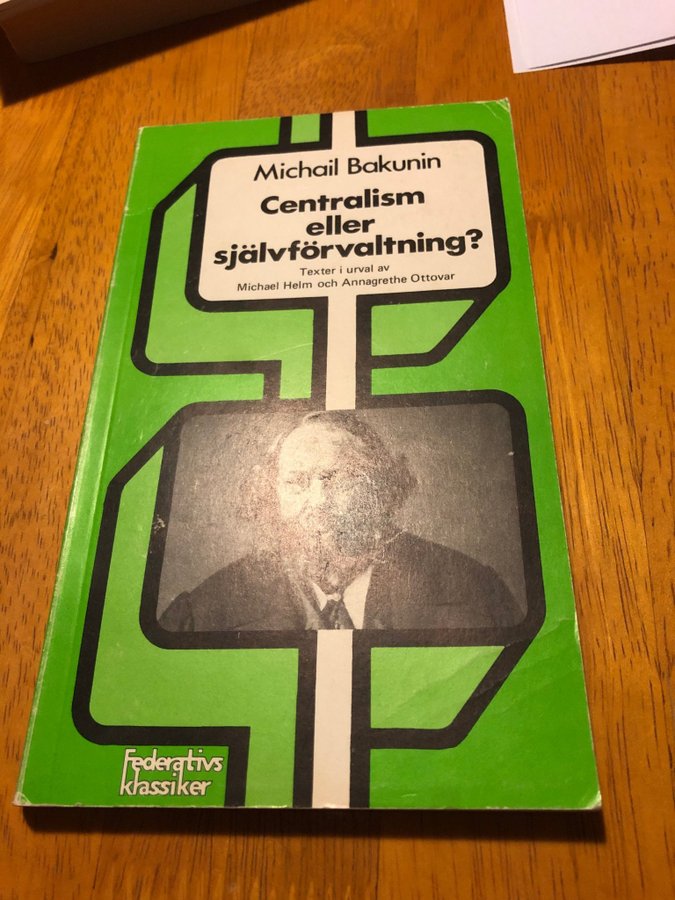 Michail Bakunin
Centralism
eller
självförvaltning?
Texter i urval av
Michael Helm och Annagrethe Ottovar
Federativs
klassiker